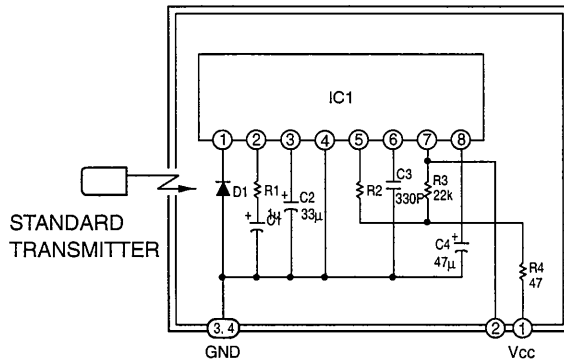 IC1
1 2 3 4 5 6 7 8
D1
R1
1μ
C1
+
C2
33μ
+
R2
C3
330P
R3
22k
C4
47μ
+
R4
47
STANDARD
TRANSMITTER
3, 4
GND
2 1
Vcc